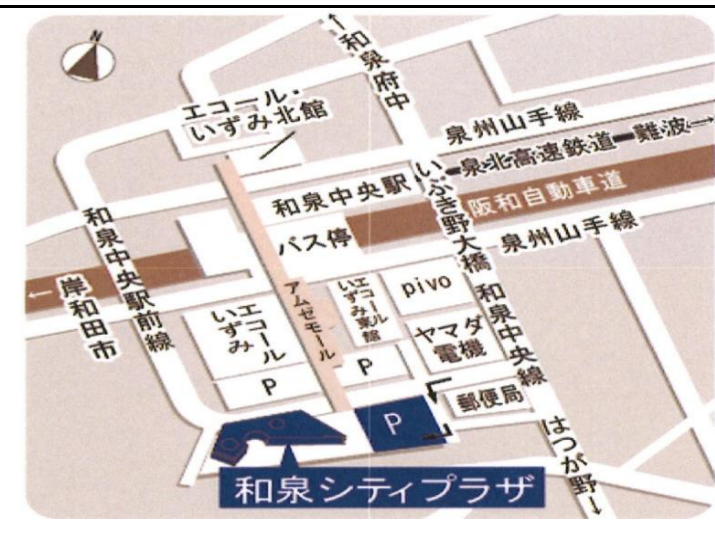 N
↑和泉府中
エコール・
いずみ北館
泉州山手線
泉北高速鉄道
難波→
和泉中央駅
いぶき野大橋
阪和自動車道
バス停
泉州山手線
和泉中央駅前線
←岸和田市
アムゼモール
エコール
いずみ
エコール
いずみ東館
pivo
ヤマダ
電機
和泉中央線
P
P
P
郵便局
はつが野↓
和泉シティプラザ